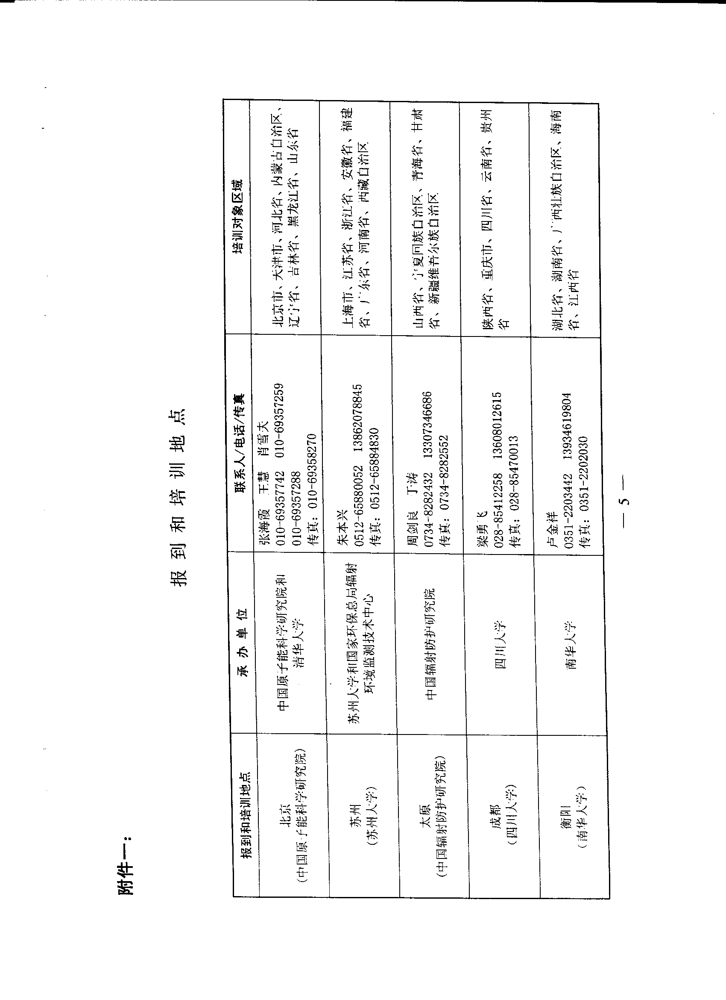 附件一：
报到和培训地点
报到和培训地点 承办单位 联系人/电话/传真 培训对象区域
北京
(中国原子能科学研究院)
中国原子能科学研究院和
清华大学
张海霞 王慧 肖雪夫
010-69357742 010-69357259
010-69357288
传真：010-69358270
北京市、天津市、河北省、内蒙古自治区、
辽宁省、吉林省、黑龙江省、山东省
苏州
(苏州大学)
苏州大学和国家环保总局辐射
环境监测技术中心
朱本兴
0512-65880052 13862078845
传真：0512-65884830
上海市、江苏省、浙江省、安徽省、福建
省、广东省、河南省、西藏自治区
太原
(中国辐射防护研究院)
中国辐射防护研究院
周剑良 丁涛
0734-8282432 13307346686
传真：0734-8282552
山西省、宁夏回族自治区、青海省、甘肃
省、新疆维吾尔族自治区
成都
(四川大学)
四川大学
梁勇飞
028-85412258 13608012615
传真：028-85470013
陕西省、重庆市、四川省、云南省、贵州
省
衡阳
(南华大学)
南华大学
卢金祥
0351-2203442 13934619804
传真：0351-2202030
湖北省、湖南省、广西壮族自治区、海南
省、江西省
— 5 —